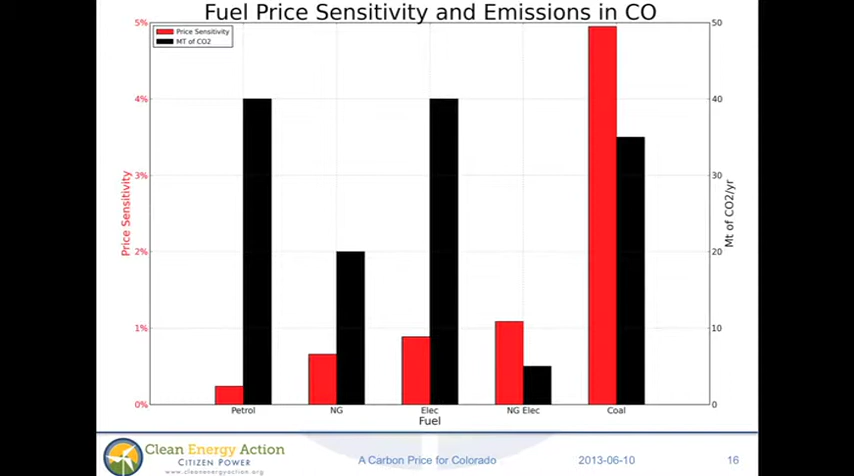 Fuel Price Sensitivity and Emissions in CO
Price Sensitivity
MT of CO2
5%
4%
3%
2%
1%
0%
Price Sensitivity
50
40
30
20
10
0
Mt of CO2/yr
Petrol NG Elec NG Elec Coal
Fuel
Clean Energy Action
CITIZEN POWER
www.cleanenergyaction.org
A Carbon Price for Colorado 2013-06-10 16